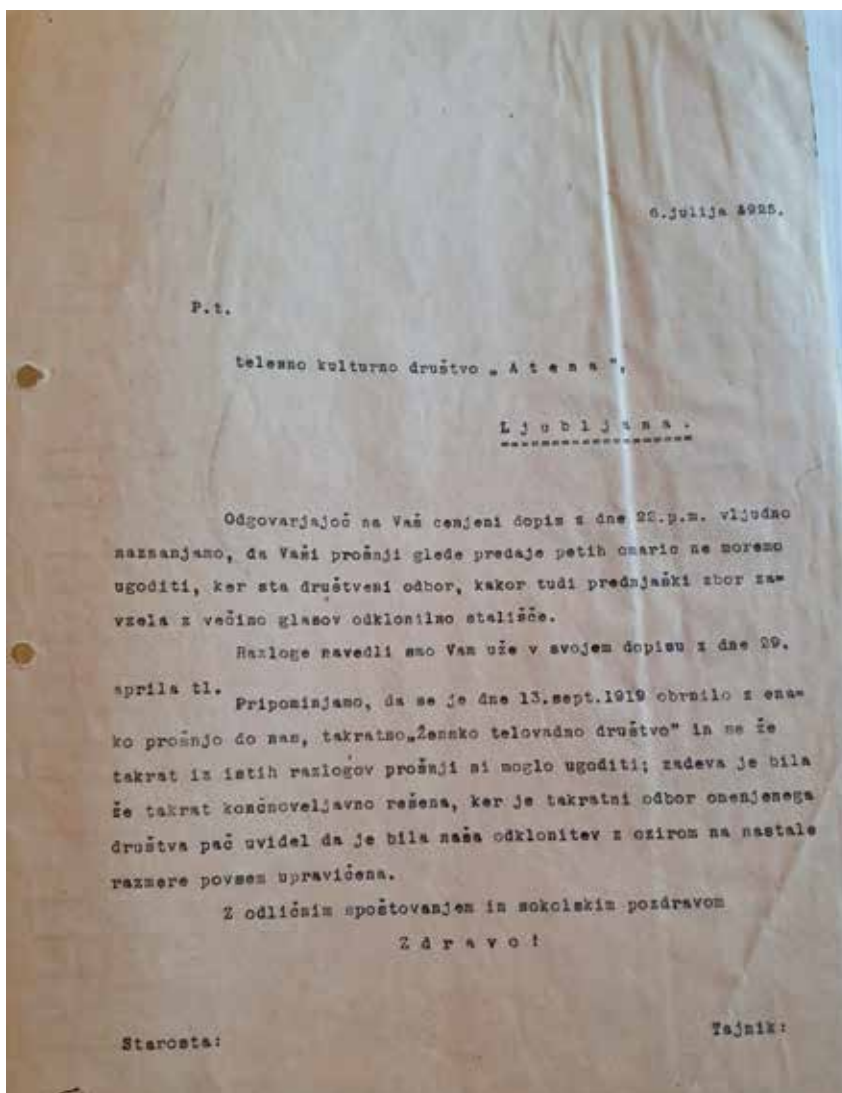 6.julija 1925.
P.t.
telesno kulturno društvo „ A t e n a ",
L j u b l j a n a .
Odgovarjajoč na Vaš cenjeni dopis z dne 22.p.m. vljudno
naznanjamo, da Vaši prošnji glede predaje petih omaric ne moremo
ugoditi, ker sta društveni odbor, kakor tudi prednjaški zbor za=
vzela z večino glasov odklonilno stališče.
Razloge navedli smo Vam uže v svojem dopisu z dne 29.
aprila tl.
Pripominjamo, da se je dne 13.sept.1919 obrnilo z ena=
ko prošnjo do nas, takratno„Žensko telovadno društvo" in se že
takrat iz istih razlogov prošnji ni moglo ugoditi; zadeva je bila
že takrat končnoveljavno rešena, ker je takratni odbor omenjenega
društva pač uvidel da je bila naša odklonitev z ozirom na nastale
razmere povsem upravičena.
Z odličnim spoštovanjem in sokolskim pozdravom
Z d r a v o !
Starosta:
Tajnik: